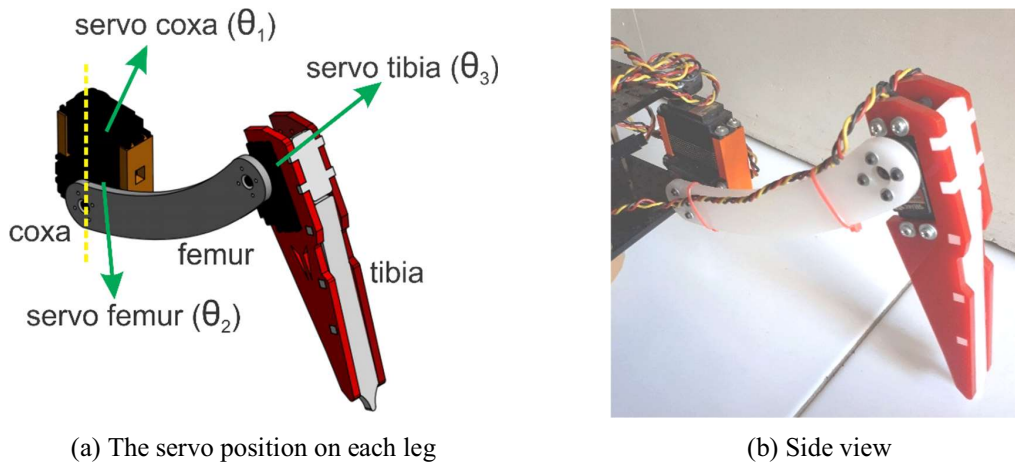 servo coxa (θ₁)
servo tibia (θ₃)
coxa
femur
tibia
servo femur (θ₂)
(a) The servo position on each leg
(b) Side view